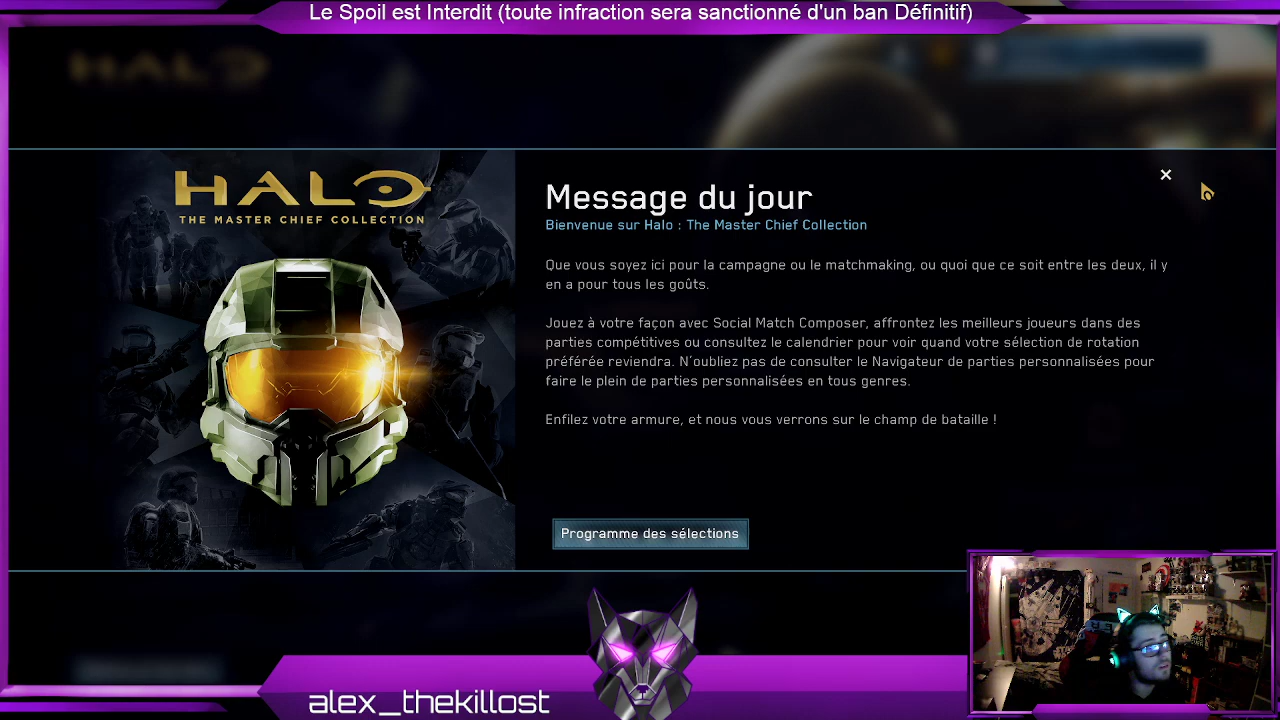 Le Spoil est Interdit (toute infraction sera sanctionné d'un ban Définitif)
HALO
HALO
THE MASTER CHIEF COLLECTION
Message du jour
Bienvenue sur Halo : The Master Chief Collection
Que vous soyez ici pour la campagne ou le matchmaking, ou quoi que ce soit entre les deux, il y
en a pour tous les goûts.
Jouez à votre façon avec Social Match Composer, affrontez les meilleurs joueurs dans des
parties compétitives ou consultez le calendrier pour voir quand votre sélection de rotation
préférée reviendra. N'oubliez pas de consulter le Navigateur de parties personnalisées pour
faire le plein de parties personnalisées en tous genres.
Enfilez votre armure, et nous vous verrons sur le champ de bataille !
Programme des sélections
alex_thekillost